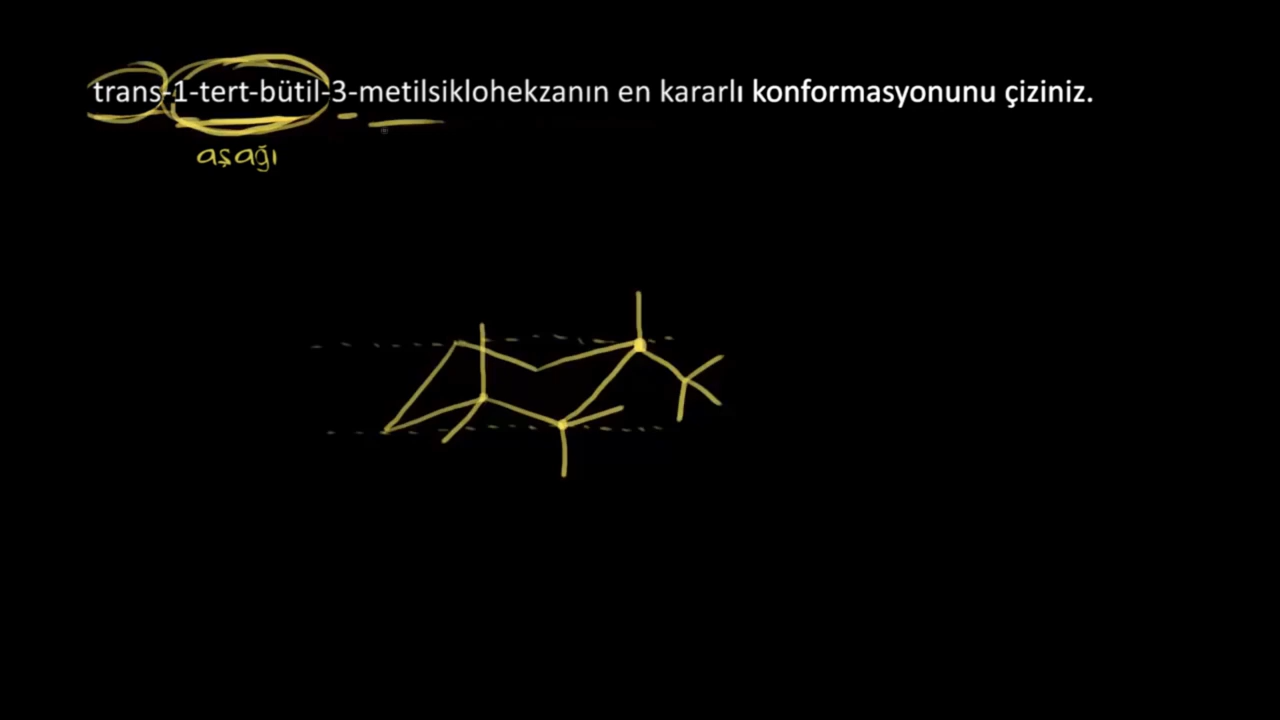 trans-1-tert-bütil-3-metilsiklohekzanın en kararlı konformasyonunu çiziniz.
aşağı